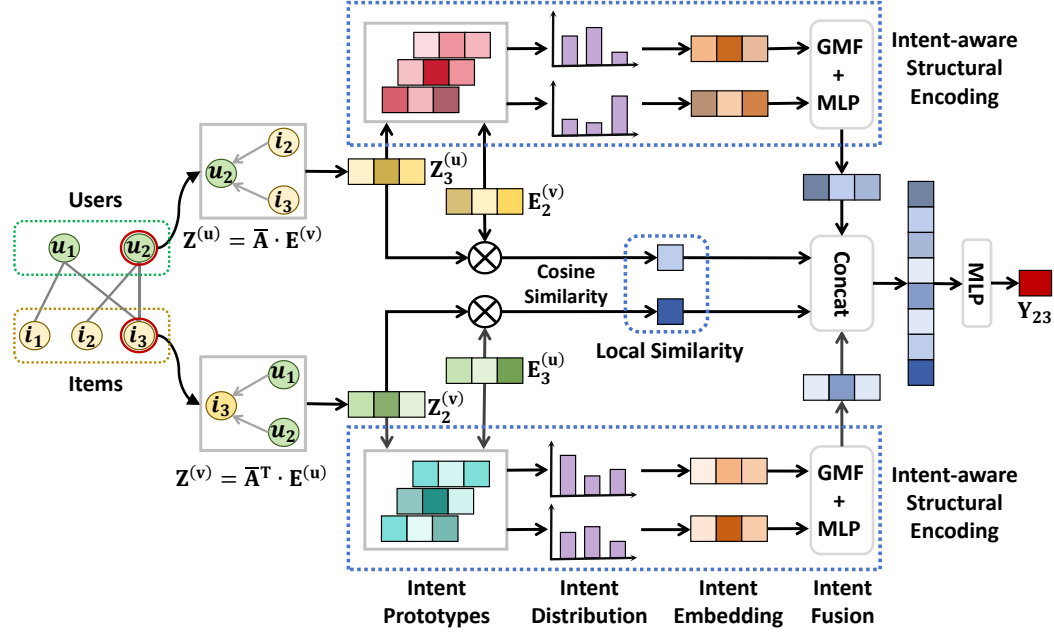 GMF
+
MLP
Intent-aware
Structural
Encoding
i₂
u₂
i₃
Z₃⁽ᵘ⁾
E₂⁽ᵛ⁾
Users
Z⁽ᵘ⁾ = A̅ · E⁽ᵛ⁾
u₁
u₂
Cosine
Similarity
Concat
MLP
Y₂₃
i₁
i₂
i₃
Local Similarity
Items
E₃⁽ᵘ⁾
u₁
i₃
u₂
Z₂⁽ᵛ⁾
Z⁽ᵛ⁾ = A̅ᵀ · E⁽ᵘ⁾
GMF
+
MLP
Intent-aware
Structural
Encoding
Intent
Prototypes
Intent
Distribution
Intent
Embedding
Intent
Fusion